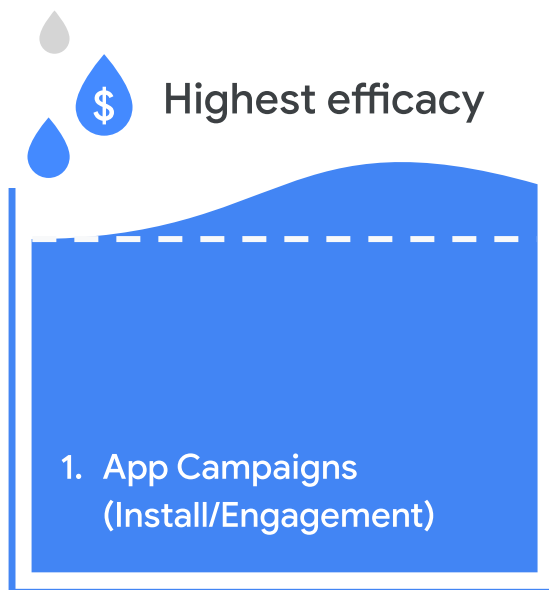 $
Highest efficacy
1. App Campaigns
(Install/Engagement)